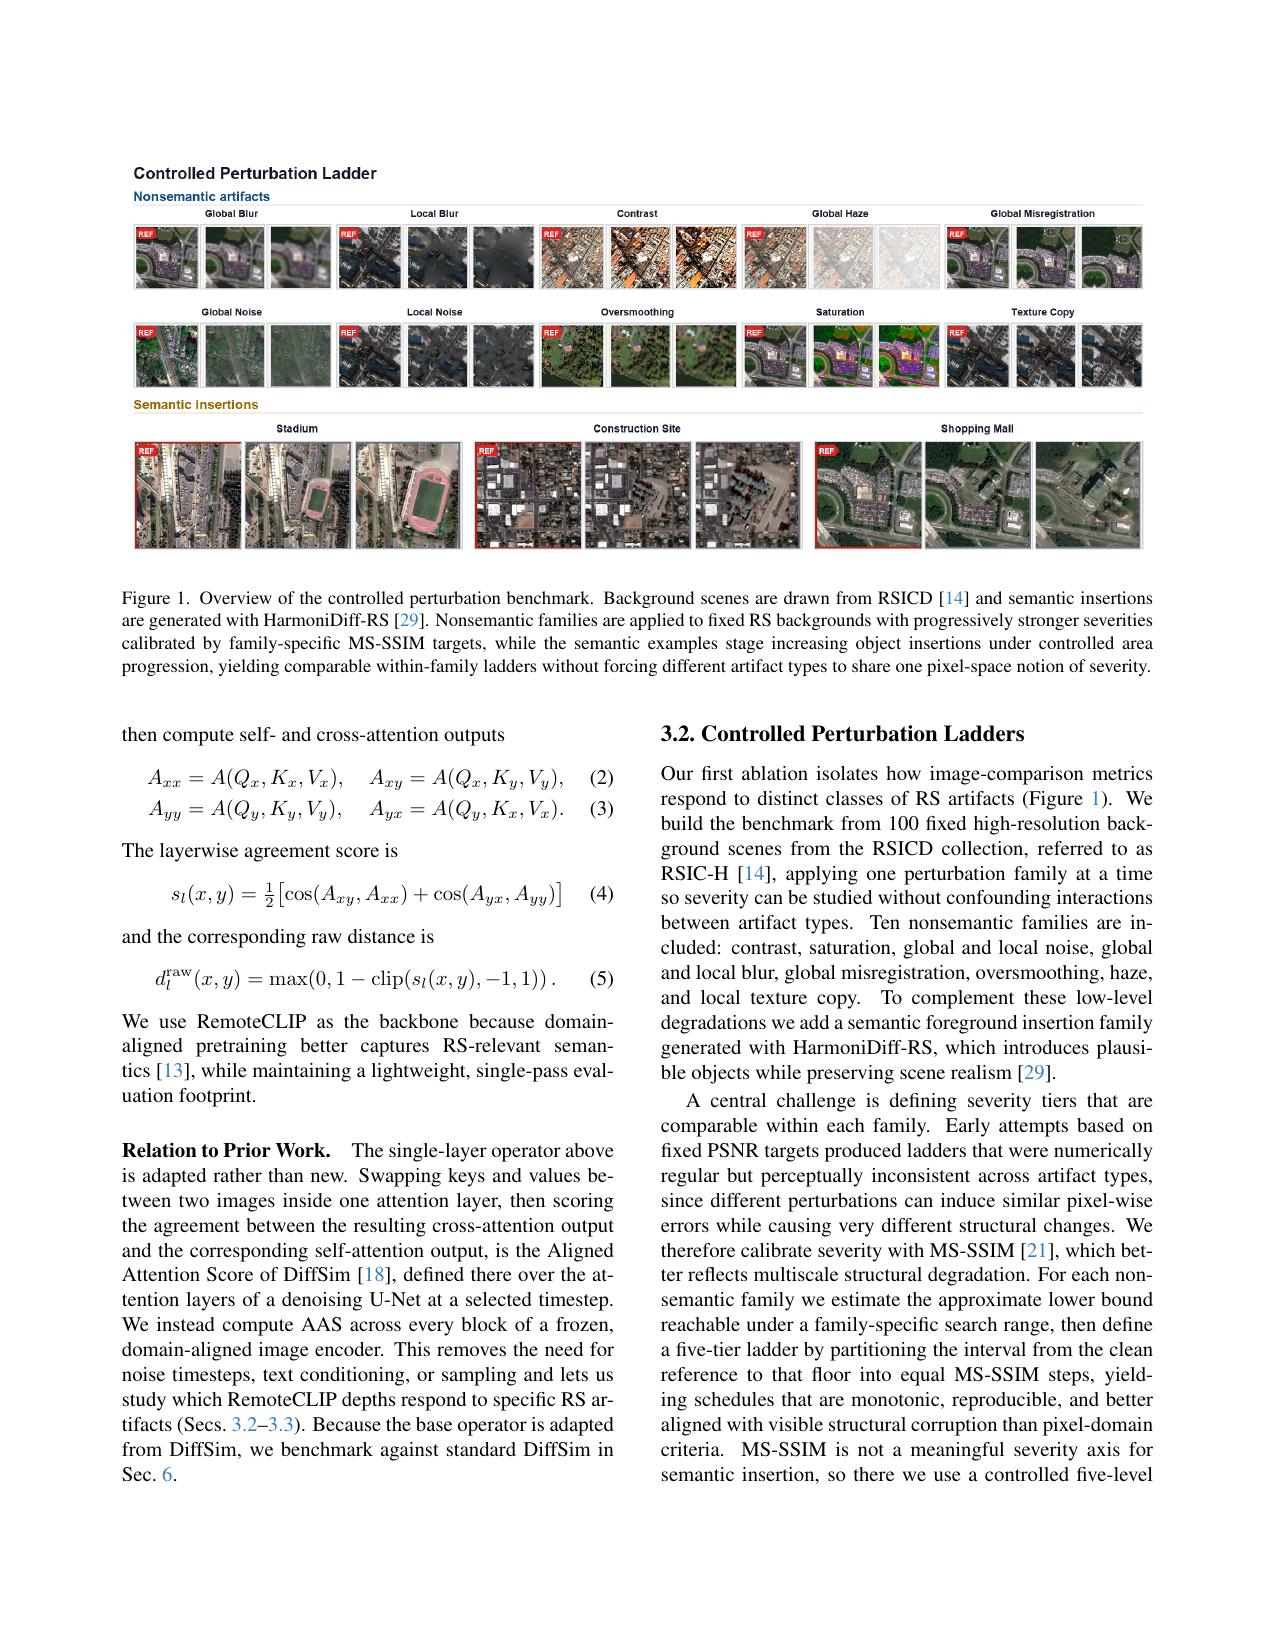 Controlled Perturbation Ladder
Nonsemantic artifacts
Global Blur Local Blur Contrast Global Haze Global Misregistration
REF REF REF REF REF
Global Noise Local Noise Oversmoothing Saturation Texture Copy
REF REF REF REF REF
Semantic insertions
Stadium Construction Site Shopping Mall
REF REF REF
Figure 1. Overview of the controlled perturbation benchmark. Background scenes are drawn from RSICD [14] and semantic insertions
are generated with HarmoniDiff-RS [29]. Nonsemantic families are applied to fixed RS backgrounds with progressively stronger severities
calibrated by family-specific MS-SSIM targets, while the semantic examples stage increasing object insertions under controlled area
progression, yielding comparable within-family ladders without forcing different artifact types to share one pixel-space notion of severity.
then compute self- and cross-attention outputs
A_{xx} = A(Q_x, K_x, V_x), A_{xy} = A(Q_x, K_y, V_y), (2)
A_{yy} = A(Q_y, K_y, V_y), A_{yx} = A(Q_y, K_x, V_x). (3)
The layerwise agreement score is
s_l(x, y) = \frac{1}{2}[cos(A_{xy}, A_{xx}) + cos(A_{yx}, A_{yy})] (4)
and the corresponding raw distance is
d_l^{raw}(x, y) = max(0, 1 − clip(s_l(x, y), −1, 1)) . (5)
We use RemoteCLIP as the backbone because domain-
aligned pretraining better captures RS-relevant seman-
tics [13], while maintaining a lightweight, single-pass eval-
uation footprint.
Relation to Prior Work. The single-layer operator above
is adapted rather than new. Swapping keys and values be-
tween two images inside one attention layer, then scoring
the agreement between the resulting cross-attention output
and the corresponding self-attention output, is the Aligned
Attention Score of DiffSim [18], defined there over the at-
tention layers of a denoising U-Net at a selected timestep.
We instead compute AAS across every block of a frozen,
domain-aligned image encoder. This removes the need for
noise timesteps, text conditioning, or sampling and lets us
study which RemoteCLIP depths respond to specific RS ar-
tifacts (Secs. 3.2–3.3). Because the base operator is adapted
from DiffSim, we benchmark against standard DiffSim in
Sec. 6.
3.2. Controlled Perturbation Ladders
Our first ablation isolates how image-comparison metrics
respond to distinct classes of RS artifacts (Figure 1). We
build the benchmark from 100 fixed high-resolution back-
ground scenes from the RSICD collection, referred to as
RSIC-H [14], applying one perturbation family at a time
so severity can be studied without confounding interactions
between artifact types. Ten nonsemantic families are in-
cluded: contrast, saturation, global and local noise, global
and local blur, global misregistration, oversmoothing, haze,
and local texture copy. To complement these low-level
degradations we add a semantic foreground insertion family
generated with HarmoniDiff-RS, which introduces plausi-
ble objects while preserving scene realism [29].
A central challenge is defining severity tiers that are
comparable within each family. Early attempts based on
fixed PSNR targets produced ladders that were numerically
regular but perceptually inconsistent across artifact types,
since different perturbations can induce similar pixel-wise
errors while causing very different structural changes. We
therefore calibrate severity with MS-SSIM [21], which bet-
ter reflects multiscale structural degradation. For each non-
semantic family we estimate the approximate lower bound
reachable under a family-specific search range, then define
a five-tier ladder by partitioning the interval from the clean
reference to that floor into equal MS-SSIM steps, yield-
ing schedules that are monotonic, reproducible, and better
aligned with visible structural corruption than pixel-domain
criteria. MS-SSIM is not a meaningful severity axis for
semantic insertion, so there we use a controlled five-level